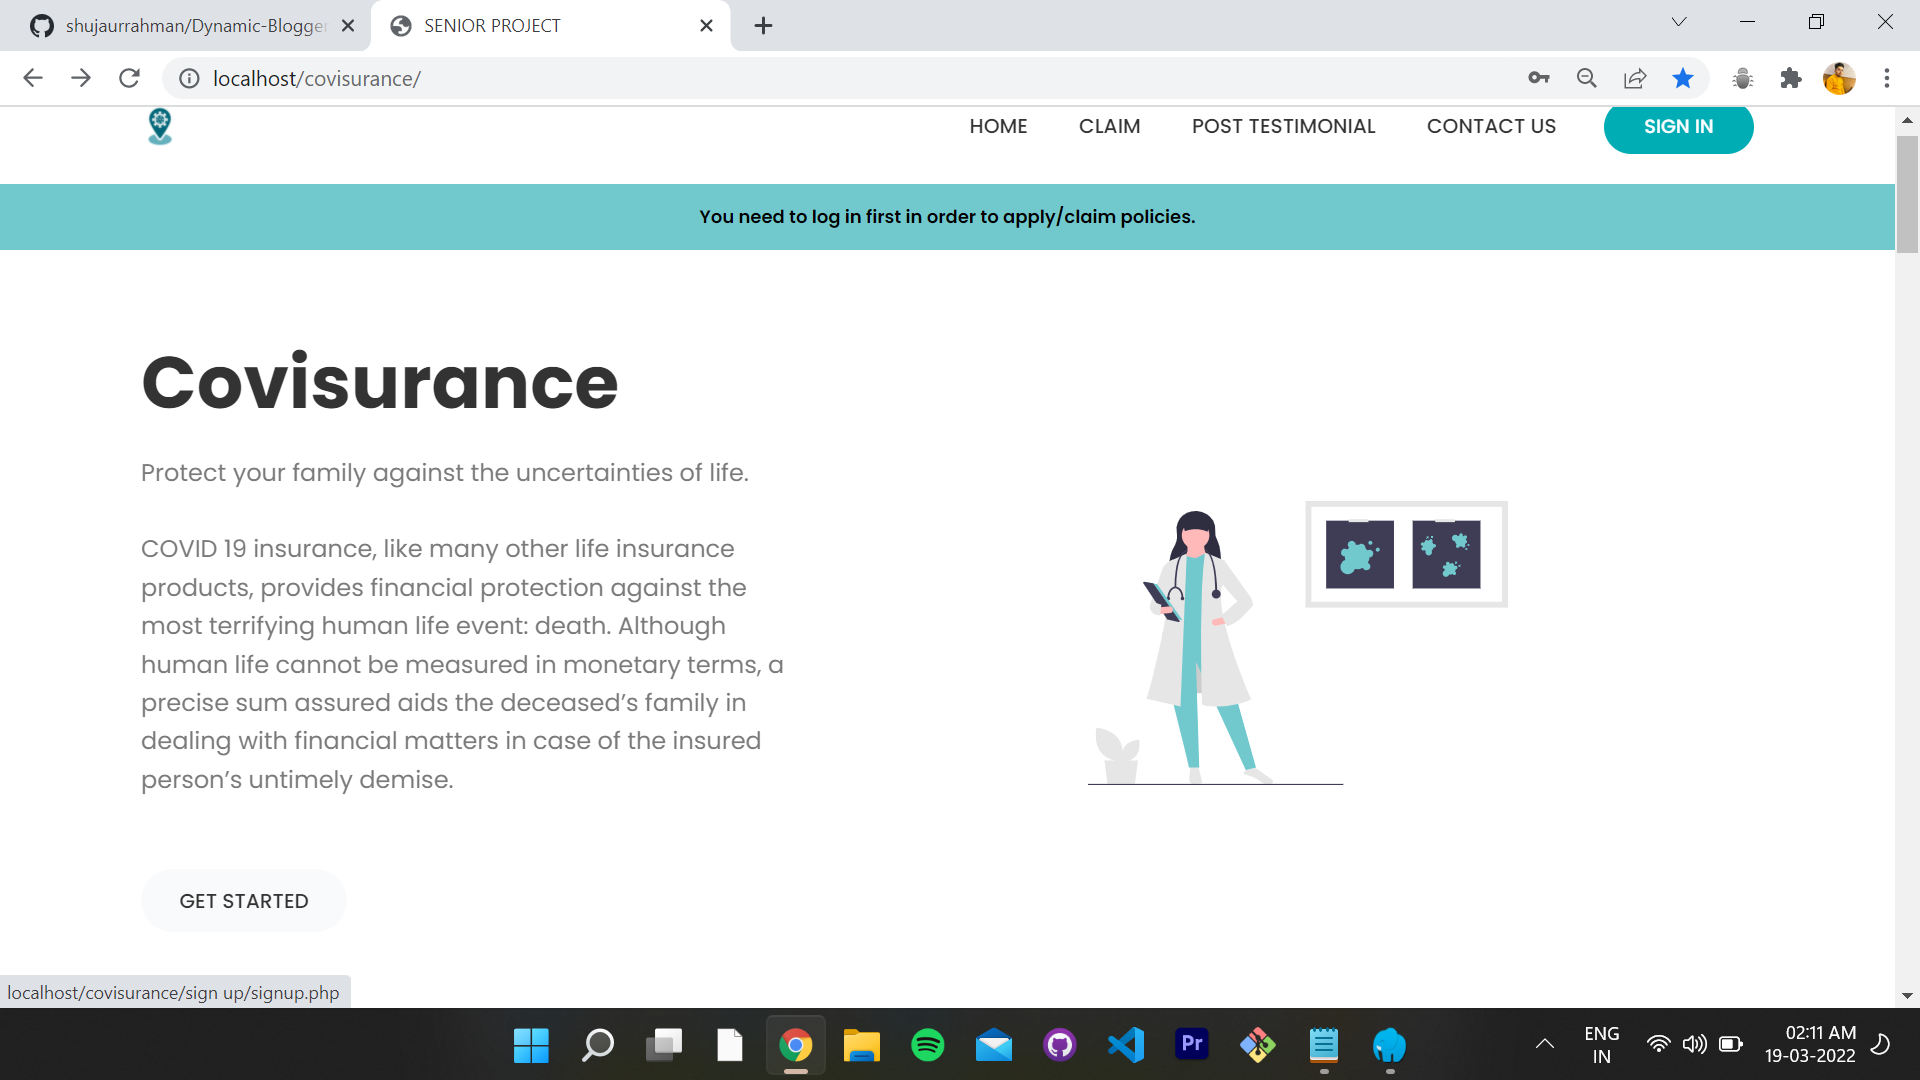 shujaurrahman/Dynamic-Blogger
SENIOR PROJECT
localhost/covisurance/
HOME CLAIM POST TESTIMONIAL CONTACT US SIGN IN
You need to log in first in order to apply/claim policies.
Covisurance
Protect your family against the uncertainties of life.
COVID 19 insurance, like many other life insurance
products, provides financial protection against the
most terrifying human life event: death. Although
human life cannot be measured in monetary terms, a
precise sum assured aids the deceased’s family in
dealing with financial matters in case of the insured
person’s untimely demise.
GET STARTED
localhost/covisurance/sign up/signup.php
Pr
ENG
IN
02:11 AM
19-03-2022